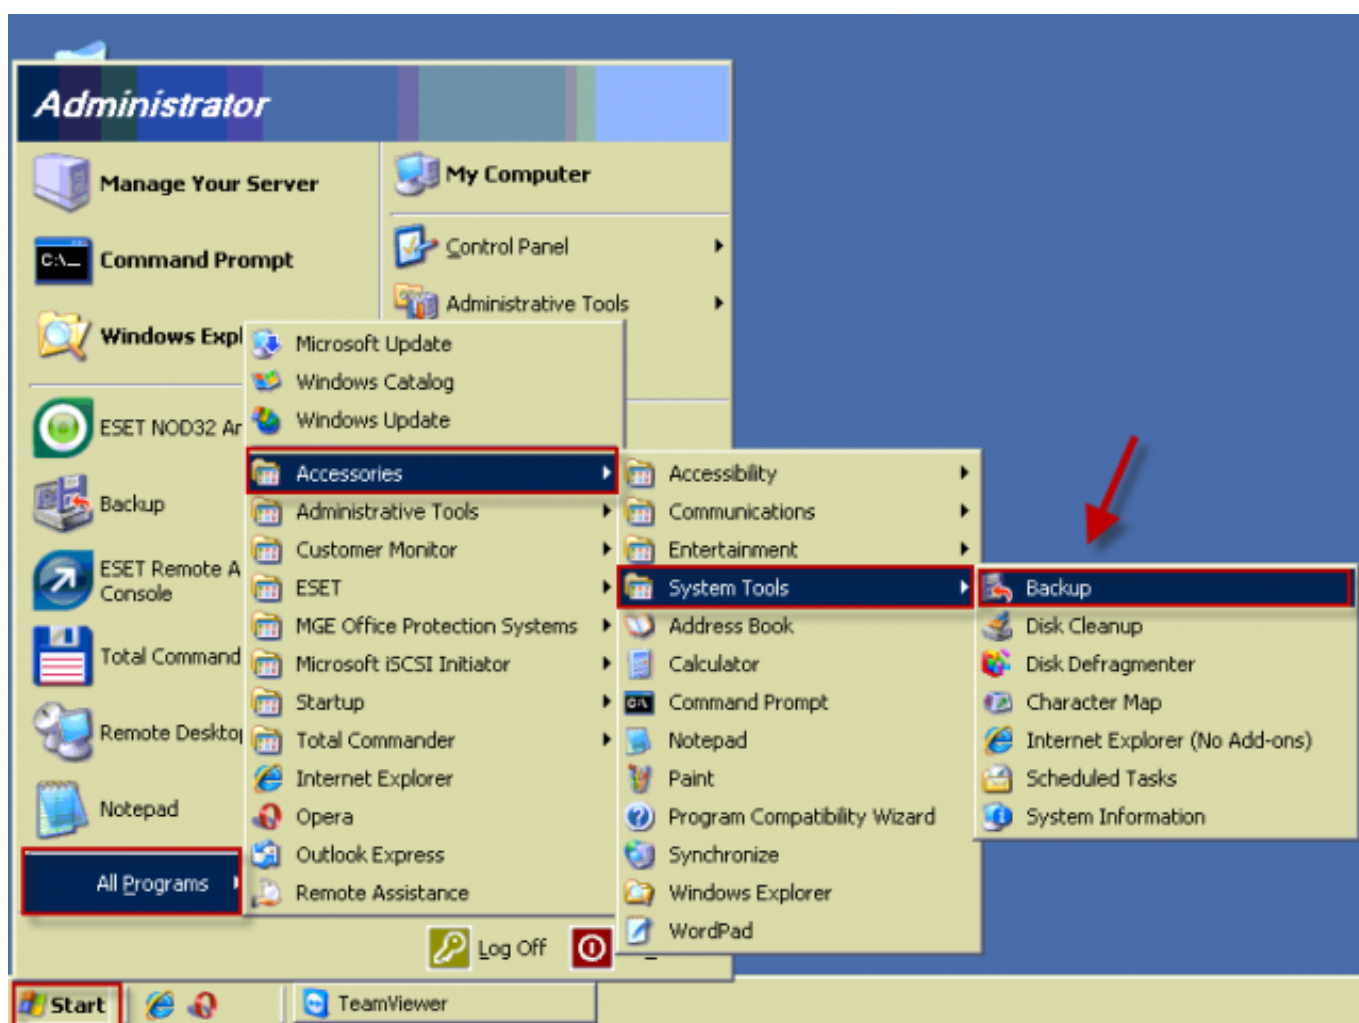 Administrator
Manage Your Server
Command Prompt
Windows Expl
ESET NOD32 Ar
Backup
ESET Remote A
Console
Total Command
Remote Desktop
Notepad
All Programs
My Computer
Control Panel
Administrative Tools
Microsoft Update
Windows Catalog
Windows Update
Accessories
Administrative Tools
Customer Monitor
ESET
MGE Office Protection Systems
Microsoft iSCSI Initiator
Startup
Total Commander
Internet Explorer
Opera
Outlook Express
Remote Assistance
Accessibility
Communications
Entertainment
System Tools
Address Book
Calculator
Command Prompt
Notepad
Paint
Program Compatibility Wizard
Synchronize
Windows Explorer
WordPad
Backup
Disk Cleanup
Disk Defragmenter
Character Map
Internet Explorer (No Add-ons)
Scheduled Tasks
System Information
Log Off
Start
TeamViewer